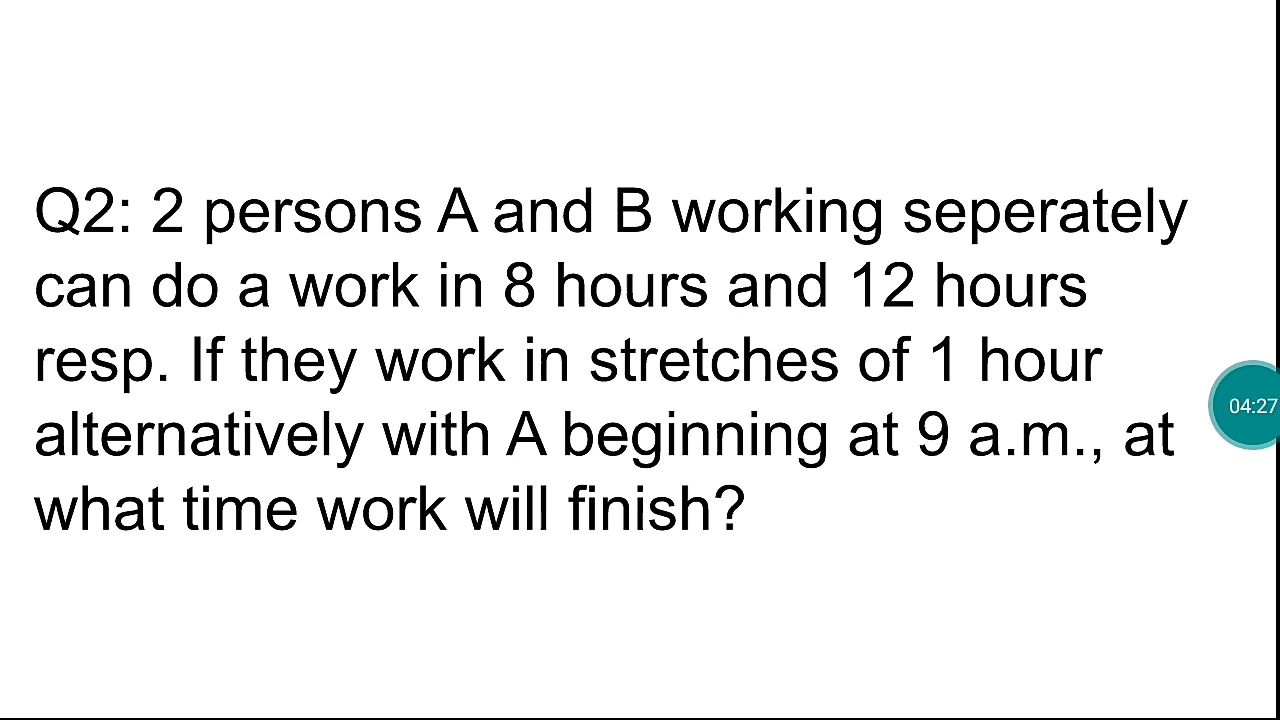 Q2: 2 persons A and B working seperately
can do a work in 8 hours and 12 hours
resp. If they work in stretches of 1 hour
alternatively with A beginning at 9 a.m., at
what time work will finish?
04:27